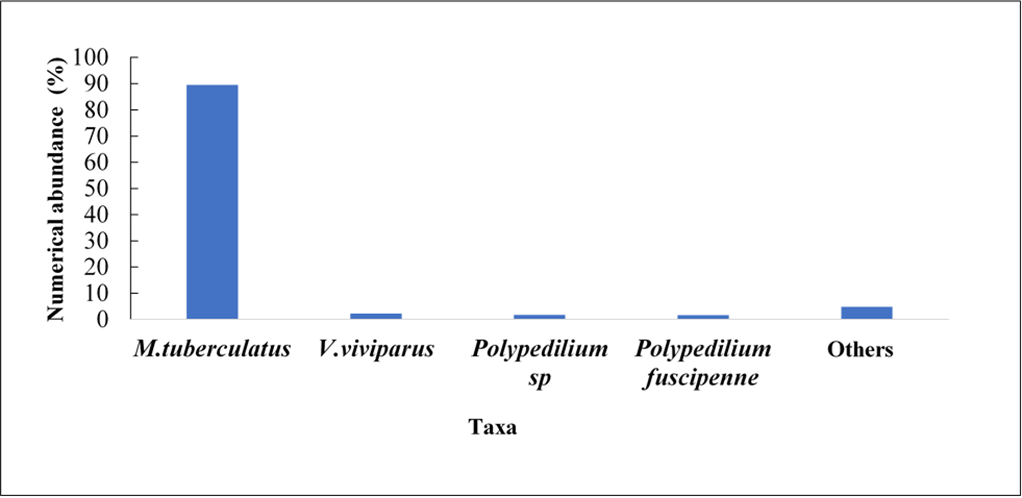 Numerical abundance (%)
100
90
80
70
60
50
40
30
20
10
0
M.tuberculatus V.viviparus Polypedilium Polypedilium Others
sp fuscipenne
Taxa